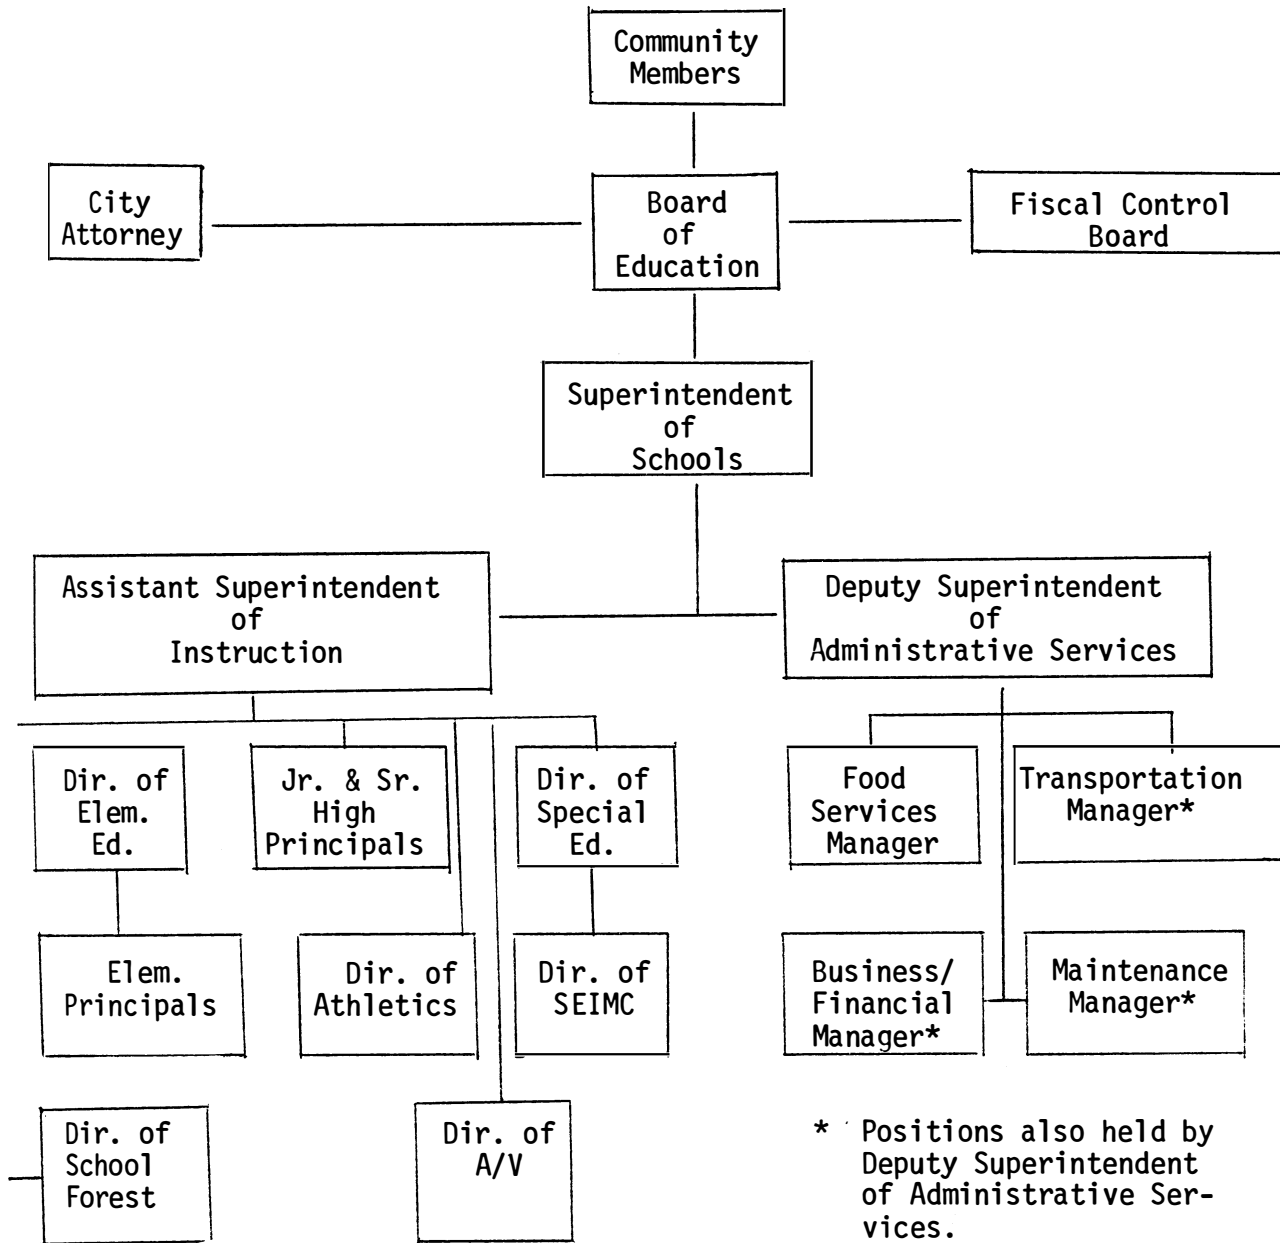 Community
Members
City
Attorney
Board
of
Education
Fiscal Control
Board
Superintendent
of
Schools
Assistant Superintendent
of
Instruction
Deputy Superintendent
of
Administrative Services
Dir. of
Elem.
Ed.
Jr. & Sr.
High
Principals
Dir. of
Special
Ed.
Food
Services
Manager
Transportation
Manager*
Elem.
Principals
Dir. of
Athletics
Dir. of
SEIMC
Business/
Financial
Manager*
Maintenance
Manager*
Dir. of
School
Forest
Dir. of
A/V
* Positions also held by
Deputy Superintendent
of Administrative Ser-
vices.